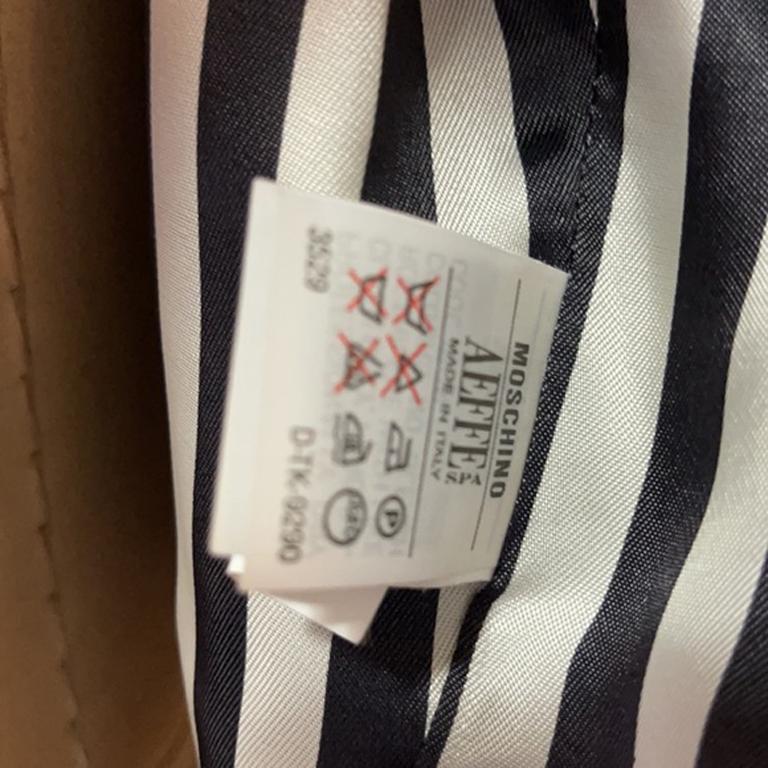 MOSCHINO
AEFFE SPA
MADE IN ITALY
P
3529 D-TK-9290